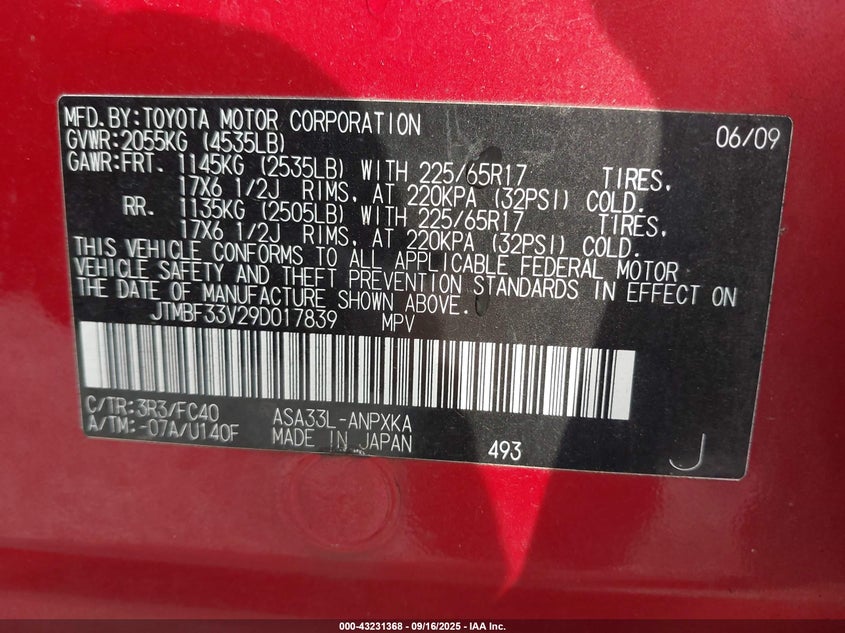 MFD.BY:TOYOTA MOTOR CORPORATION 06/09
GVWR:2055KG (4535LB)
GAWR:FRT. 1145KG (2535LB) WITH 225/65R17 TIRES,
17X6 1/2J RIMS, AT 220KPA (32PSI) COLD.
RR. 1135KG (2505LB) WITH 225/65R17 TIRES,
17X6 1/2J RIMS, AT 220KPA (32PSI) COLD.
THIS VEHICLE CONFORMS TO ALL APPLICABLE FEDERAL MOTOR
VEHICLE SAFETY AND THEFT PREVENTION STANDARDS IN EFFECT ON
THE DATE OF MANUFACTURE SHOWN ABOVE.
JTMBF33V29D017839 MPV
C/TR:3R3/FC40 ASA33L-ANPXKA
A/TM:-07A/U140F MADE IN JAPAN 493 J
000-43231368 - 09/16/2025 - IAA Inc.